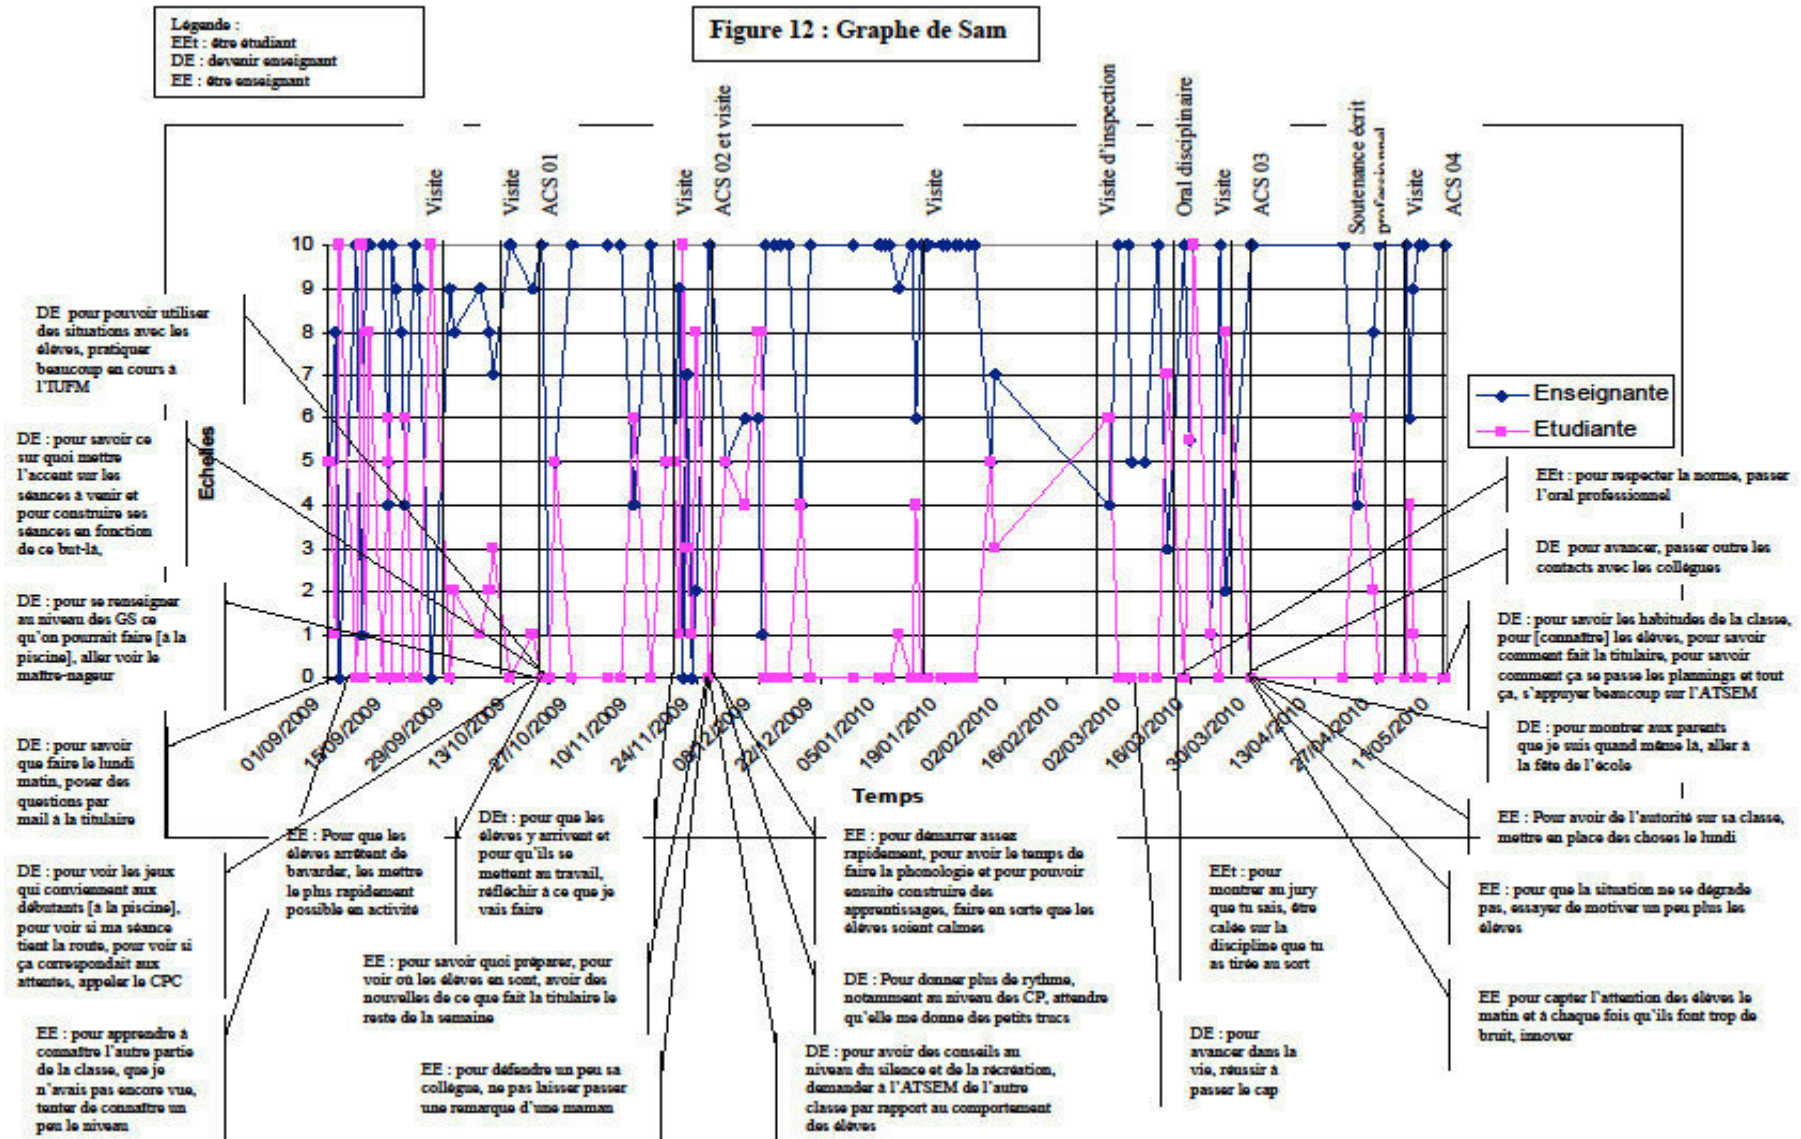 Légende :
EEt : être étudiant
DE : devenir enseignant
EE : être enseignant
Figure 12 : Graphe de Sam
Visite
Visite
ACS 01
Visite
ACS 02 et visite
Visite
Visite d'inspection
Oral disciplinaire
Visite
ACS 03
Soutenance écrit
professionnel
Visite
ACS 04
10
9
8
7
6
5
4
3
2
1
0
Echelles
01/09/2009
15/09/2009
29/09/2009
13/10/2009
27/10/2009
10/11/2009
24/11/2009
08/12/2009
22/12/2009
05/01/2010
19/01/2010
02/02/2010
16/02/2010
02/03/2010
16/03/2010
30/03/2010
13/04/2010
27/04/2010
11/05/2010
Temps
Enseignante
Etudiante
DE pour pouvoir utiliser
des situations avec les
élèves, pratiquer
beaucoup en cours à
l'IUFM
DE : pour savoir ce
sur quoi mettre
l'accent sur les
séances à venir et
pour construire ses
séances en fonction
de ce but-là,
DE : pour se renseigner
au niveau des GS ce
qu'on pourrait faire [à la
piscine], aller voir le
maître-nageur
DE : pour savoir
que faire le lundi
matin, poser des
questions par
mail à la titulaire
DE : pour voir les jeux
qui conviennent aux
débutants [à la piscine],
pour voir si ma séance
tient la route, pour voir si
ça correspondait aux
attentes, appeler le CPC
EE : pour apprendre à
connaître l'autre partie
de la classe, que je
n'avais pas encore vue,
tenter de connaître un
peu le niveau
EE : Pour que les
élèves arrêtent de
bavarder, les mettre
le plus rapidement
possible en activité
DEt : pour que les
élèves y arrivent et
pour qu'ils se
mettent au travail,
réfléchir à ce que je
vais faire
EE : pour savoir quoi préparer, pour
voir où les élèves en sont, avoir des
nouvelles de ce que fait la titulaire le
reste de la semaine
EE : pour défendre un peu sa
collègue, ne pas laisser passer
une remarque d'une maman
EE : pour démarrer assez
rapidement, pour avoir le temps de
faire la phonologie et pour pouvoir
ensuite construire des
apprentissages, faire en sorte que les
élèves soient calmes
DE : Pour donner plus de rythme,
notamment au niveau des CP, attendre
qu'elle me donne des petits trucs
DE : pour avoir des conseils au
niveau du silence et de la récréation,
demander à l'ATSEM de l'autre
classe par rapport au comportement
des élèves
EEt : pour
montrer au jury
que tu sais, être
calée sur la
discipline que tu
as tirée au sort
DE : pour
avancer dans la
vie, réussir à
passer le cap
EEt : pour respecter la norme, passer
l'oral professionnel
DE pour avancer, passer outre les
contacts avec les collègues
DE : pour savoir les habitudes de la classe,
pour [connaître] les élèves, pour savoir
comment fait la titulaire, pour savoir
comment ça se passe les plannings et tout
ça, s'appuyer beaucoup sur l'ATSEM
DE : pour montrer aux parents
que je suis quand même là, aller à
la fête de l'école
EE : Pour avoir de l'autorité sur sa classe,
mettre en place des choses le lundi
EE : pour que la situation ne se dégrade
pas, essayer de motiver un peu plus les
élèves
EE pour capter l'attention des élèves le
matin et à chaque fois qu'ils font trop de
bruit, innover